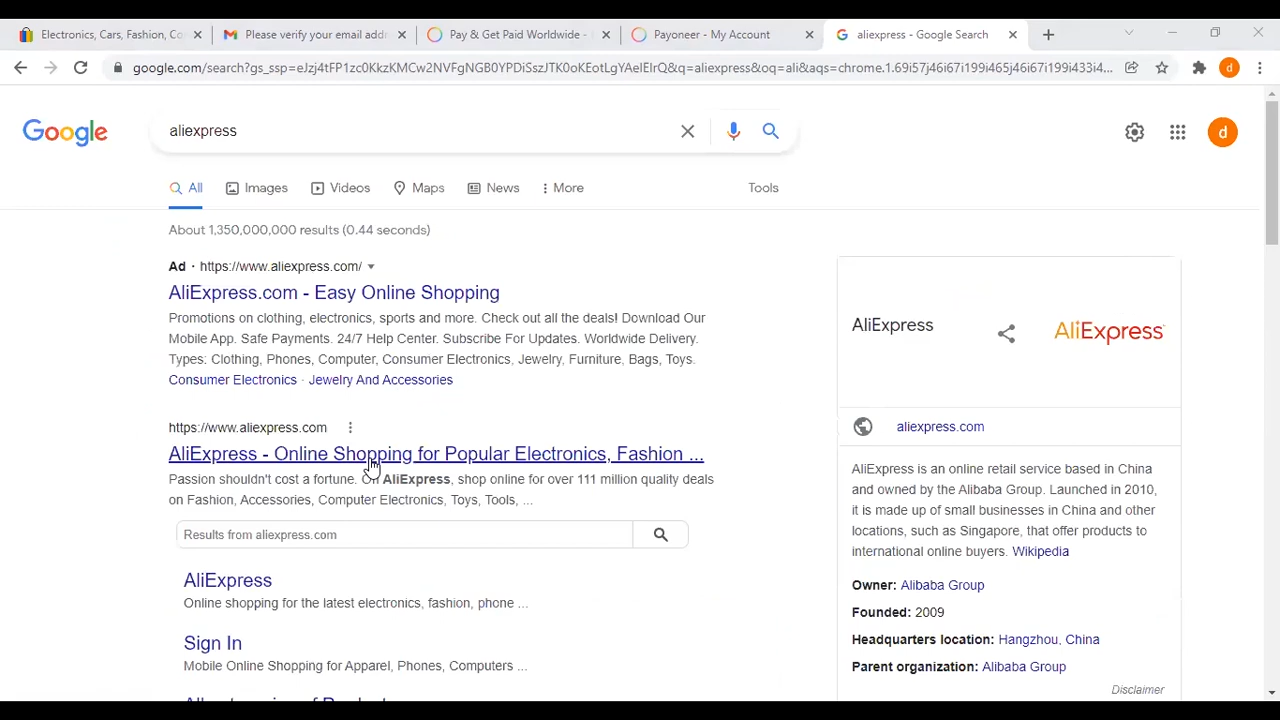 Electronics, Cars, Fashion, Co
Please verify your email addr
Pay & Get Paid Worldwide -
Payoneer - My Account
aliexpress - Google Search
google.com/search?gs_ssp=eJzj4tFP1zc0KkzKMCw2NVFgNGB0YPDiSszJTK0oKEotLgYAelElrQ&q=aliexpress&oq=ali&aqs=chrome.1.69i57j46i67i199i465j46i67i199i433i4...
d
Google
aliexpress
d
All
Images
Videos
Maps
News
More
Tools
About 1,350,000,000 results (0.44 seconds)
Ad · https://www.aliexpress.com/
AliExpress.com - Easy Online Shopping
Promotions on clothing, electronics, sports and more. Check out all the deals! Download Our
Mobile App. Safe Payments. 24/7 Help Center. Subscribe For Updates. Worldwide Delivery.
Types: Clothing, Phones, Computer, Consumer Electronics, Jewelry, Furniture, Bags, Toys.
Consumer Electronics · Jewelry And Accessories
https://www.aliexpress.com
AliExpress - Online Shopping for Popular Electronics, Fashion ...
Passion shouldn't cost a fortune. On AliExpress, shop online for over 111 million quality deals
on Fashion, Accessories, Computer Electronics, Toys, Tools, ...
Results from aliexpress.com
AliExpress
Online shopping for the latest electronics, fashion, phone ...
Sign In
Mobile Online Shopping for Apparel, Phones, Computers ...
AliExpress
AliExpress
aliexpress.com
AliExpress is an online retail service based in China
and owned by the Alibaba Group. Launched in 2010,
it is made up of small businesses in China and other
locations, such as Singapore, that offer products to
international online buyers. Wikipedia
Owner: Alibaba Group
Founded: 2009
Headquarters location: Hangzhou, China
Parent organization: Alibaba Group
Disclaimer